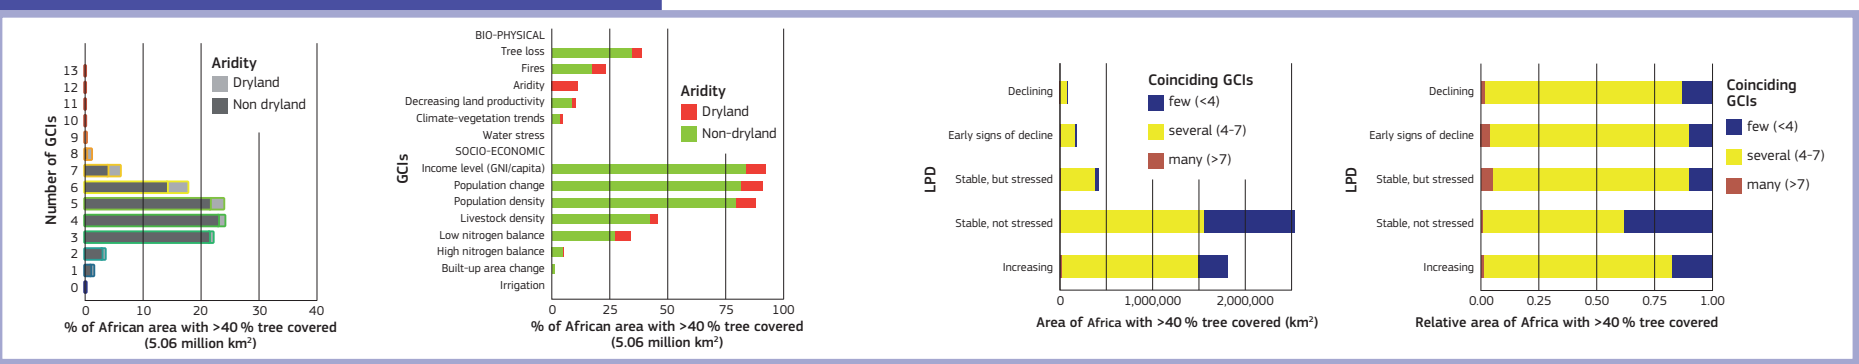 Number of GCIs
13
12
11
10
9
8
7
6
5
4
3
2
1
0
0 10 20 30 40
% of African area with >40 % tree covered
(5.06 million km²)
Aridity
Dryland
Non dryland
GCIs
BIO-PHYSICAL
Tree loss
Fires
Aridity
Decreasing land productivity
Climate-vegetation trends
Water stress
SOCIO-ECONOMIC
Income level (GNI/capita)
Population change
Population density
Livestock density
Low nitrogen balance
High nitrogen balance
Built-up area change
Irrigation
0 25 50 75 100
% of African area with >40 % tree covered
(5.06 million km²)
Aridity
Dryland
Non-dryland
LPD
Declining
Early signs of decline
Stable, but stressed
Stable, not stressed
Increasing
0 1,000,000 2,000,000
Area of Africa with >40 % tree covered (km²)
Coinciding GCIs
few (<4)
several (4-7)
many (>7)
LPD
Declining
Early signs of decline
Stable, but stressed
Stable, not stressed
Increasing
0.00 0.25 0.50 0.75 1.00
Relative area of Africa with >40 % tree covered
Coinciding
GCIs
few (<4)
several (4-7)
many (>7)